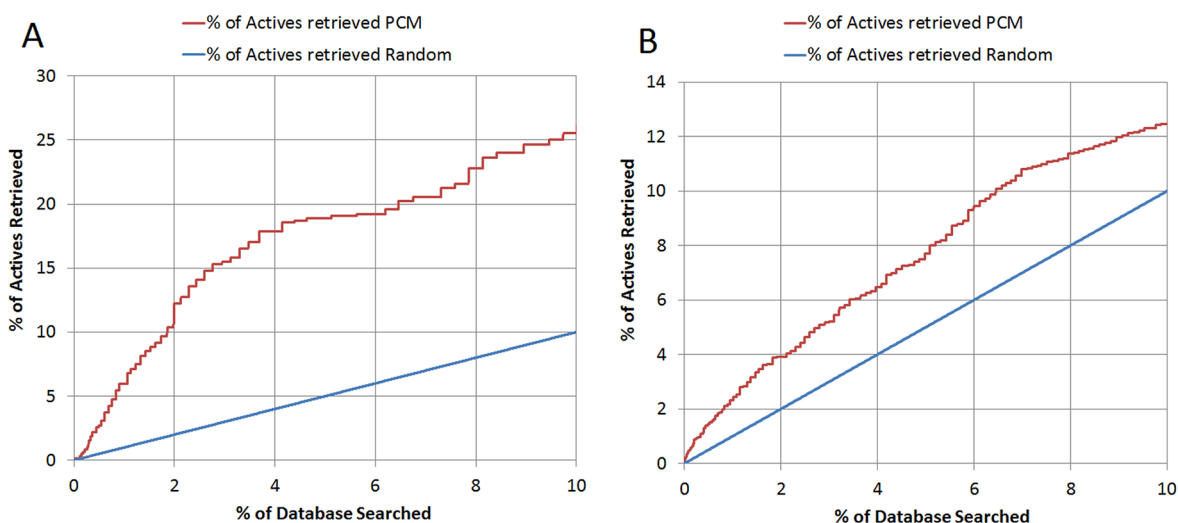 A
% of Actives retrieved PCM
% of Actives retrieved Random
% of Actives Retrieved
30
25
20
15
10
5
0
0 2 4 6 8 10
% of Database Searched
B
% of Actives retrieved PCM
% of Actives retrieved Random
% of Actives Retrieved
14
12
10
8
6
4
2
0
0 2 4 6 8 10
% of Database Searched